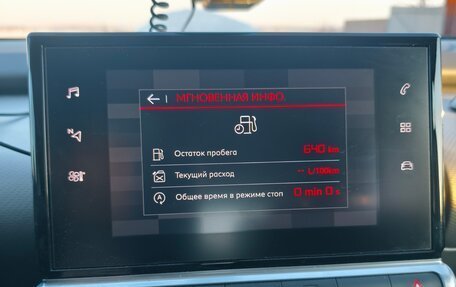 МГНОВЕННАЯ ИНФО.
Остаток пробега 640 km
Текущий расход -- L/100km
Общее время в режиме стоп 0 min 0 s